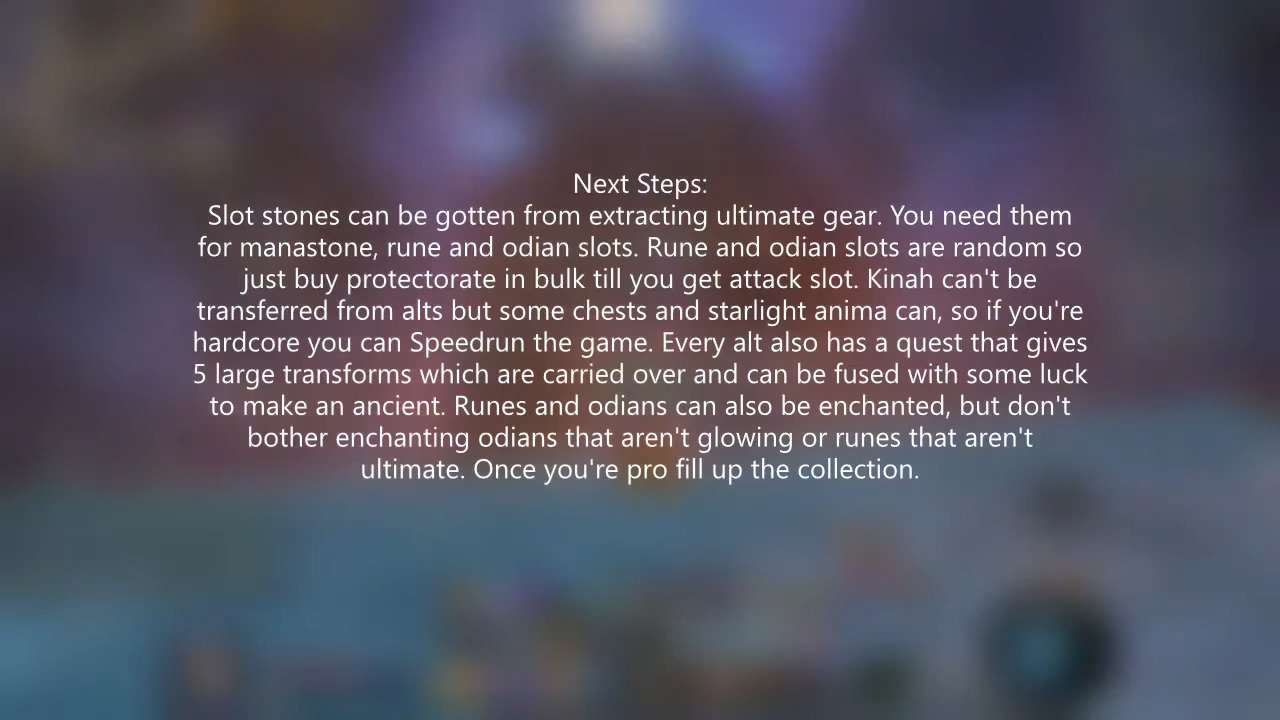 Next Steps:
Slot stones can be gotten from extracting ultimate gear. You need them
for manastone, rune and odian slots. Rune and odian slots are random so
just buy protectorate in bulk till you get attack slot. Kinah can't be
transferred from alts but some chests and starlight anima can, so if you're
hardcore you can Speedrun the game. Every alt also has a quest that gives
5 large transforms which are carried over and can be fused with some luck
to make an ancient. Runes and odians can also be enchanted, but don't
bother enchanting odians that aren't glowing or runes that aren't
ultimate. Once you're pro fill up the collection.